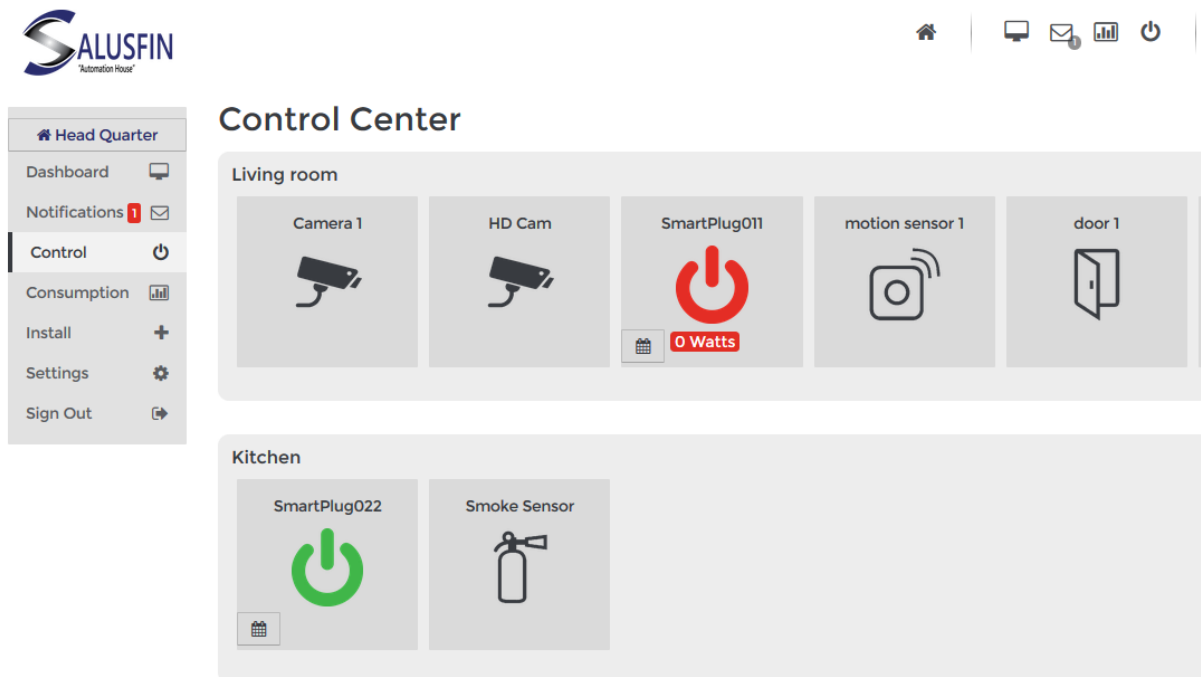 SALUSFIN
"Automation House"
1
Head Quarter
Dashboard
Notifications 1
Control
Consumption
Install
Settings
Sign Out
Control Center
Living room
Camera 1
HD Cam
SmartPlug011
motion sensor 1
door 1
0 Watts
Kitchen
SmartPlug022
Smoke Sensor